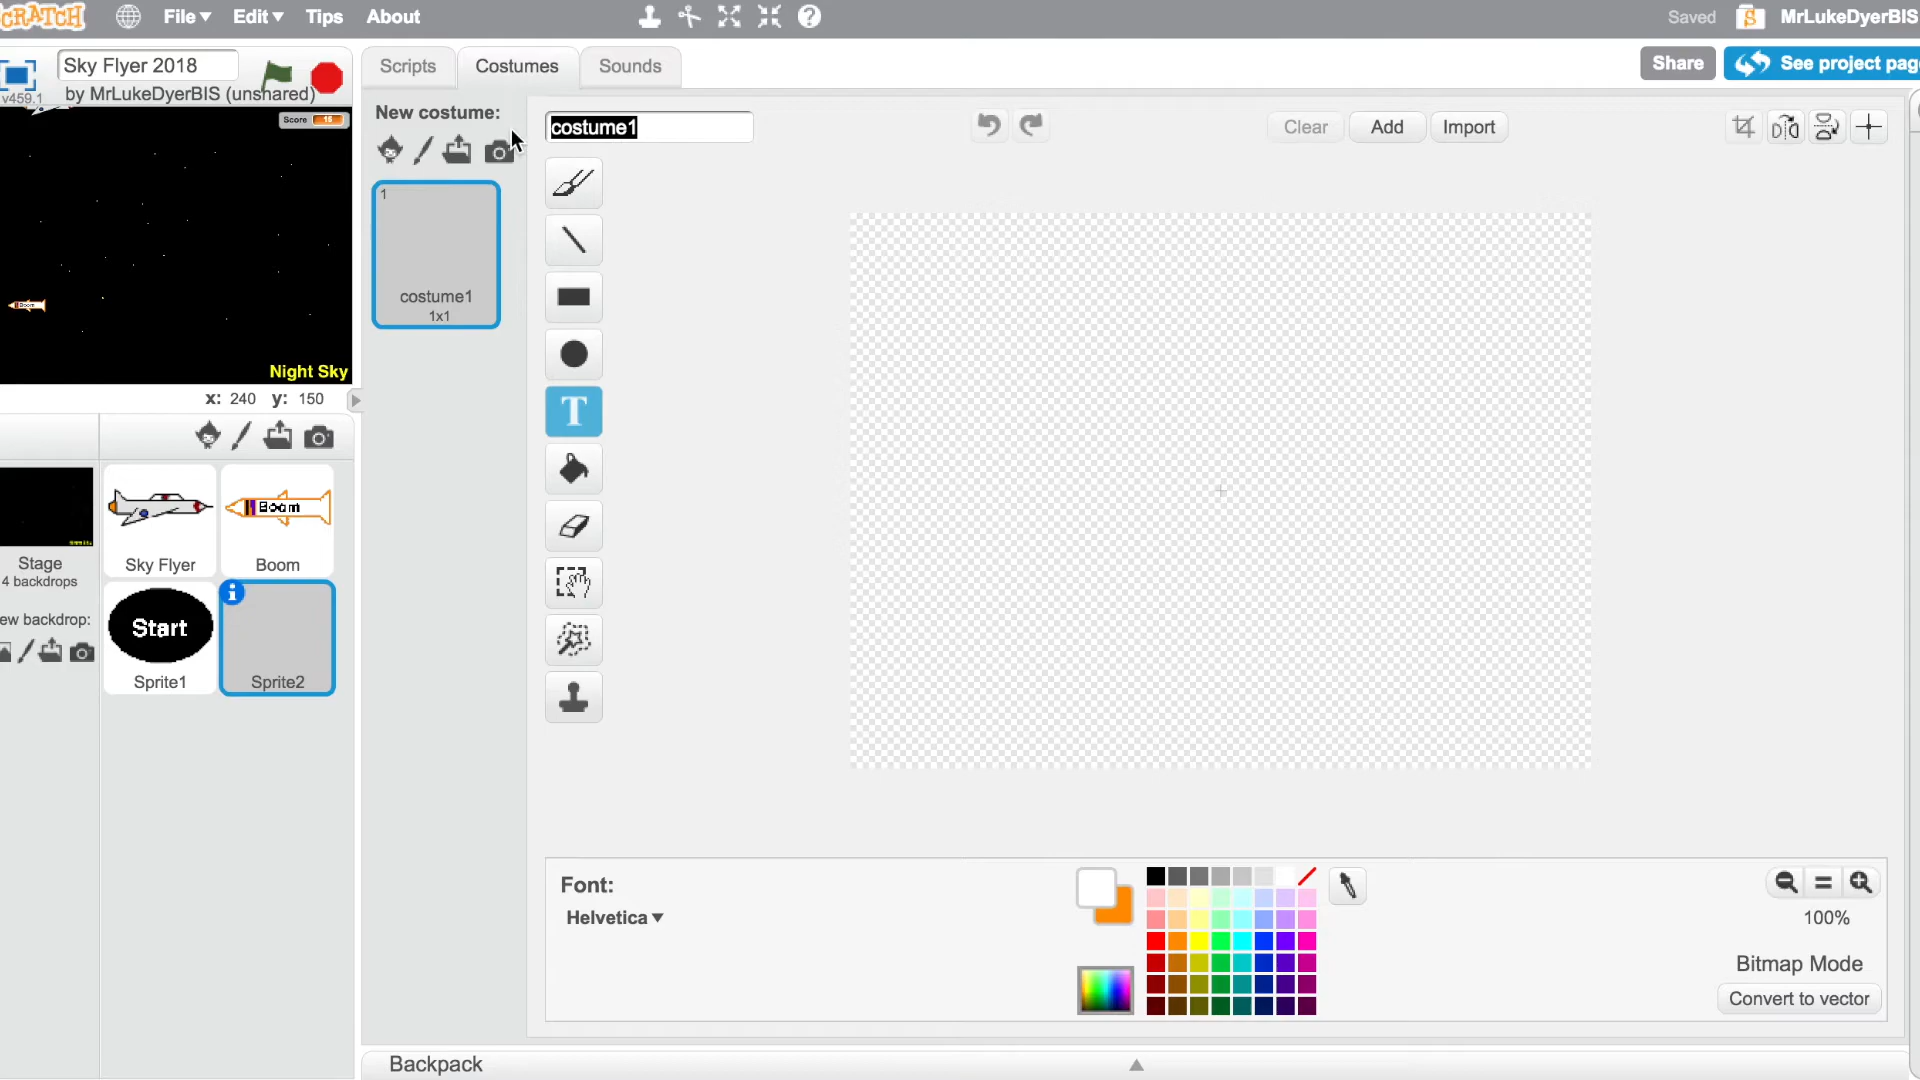 SCRATCH
File
Edit
Tips
About
Saved
MrLukeDyerBIS
Sky Flyer 2018
by MrLukeDyerBIS (unshared)
v459.1
Scripts
Costumes
Sounds
Share
See project pag
New costume:
costume1
Clear
Add
Import
Score 15
1
costume1
1x1
Night Sky
x: 240 y: 150
T
Boom
Boom
Stage
4 backdrops
Sky Flyer
Boom
ew backdrop:
Start
i
Sprite1
Sprite2
Font:
Helvetica
100%
Bitmap Mode
Convert to vector
Backpack